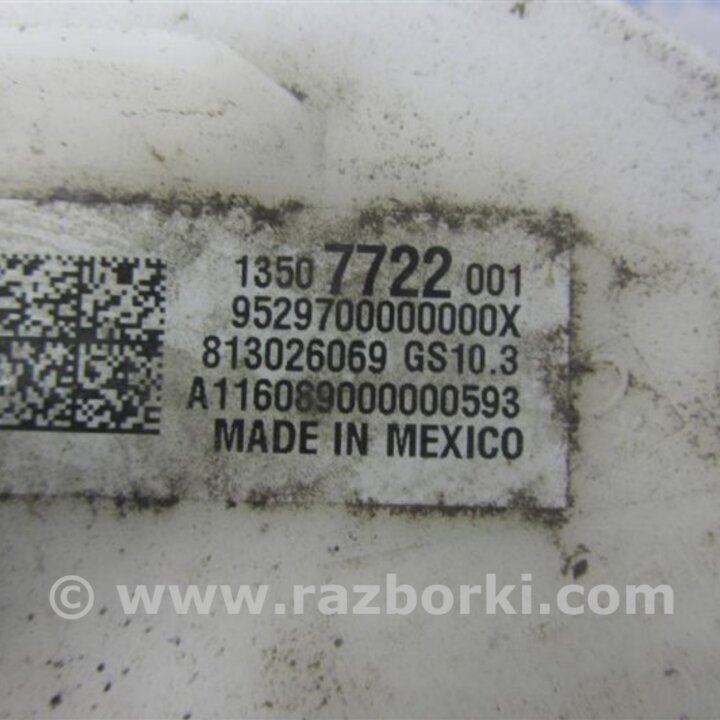 1350 7722 001
9529700000000X
813026069 GS10.3
A116089000000593
MADE IN MEXICO
© www.razborki.com